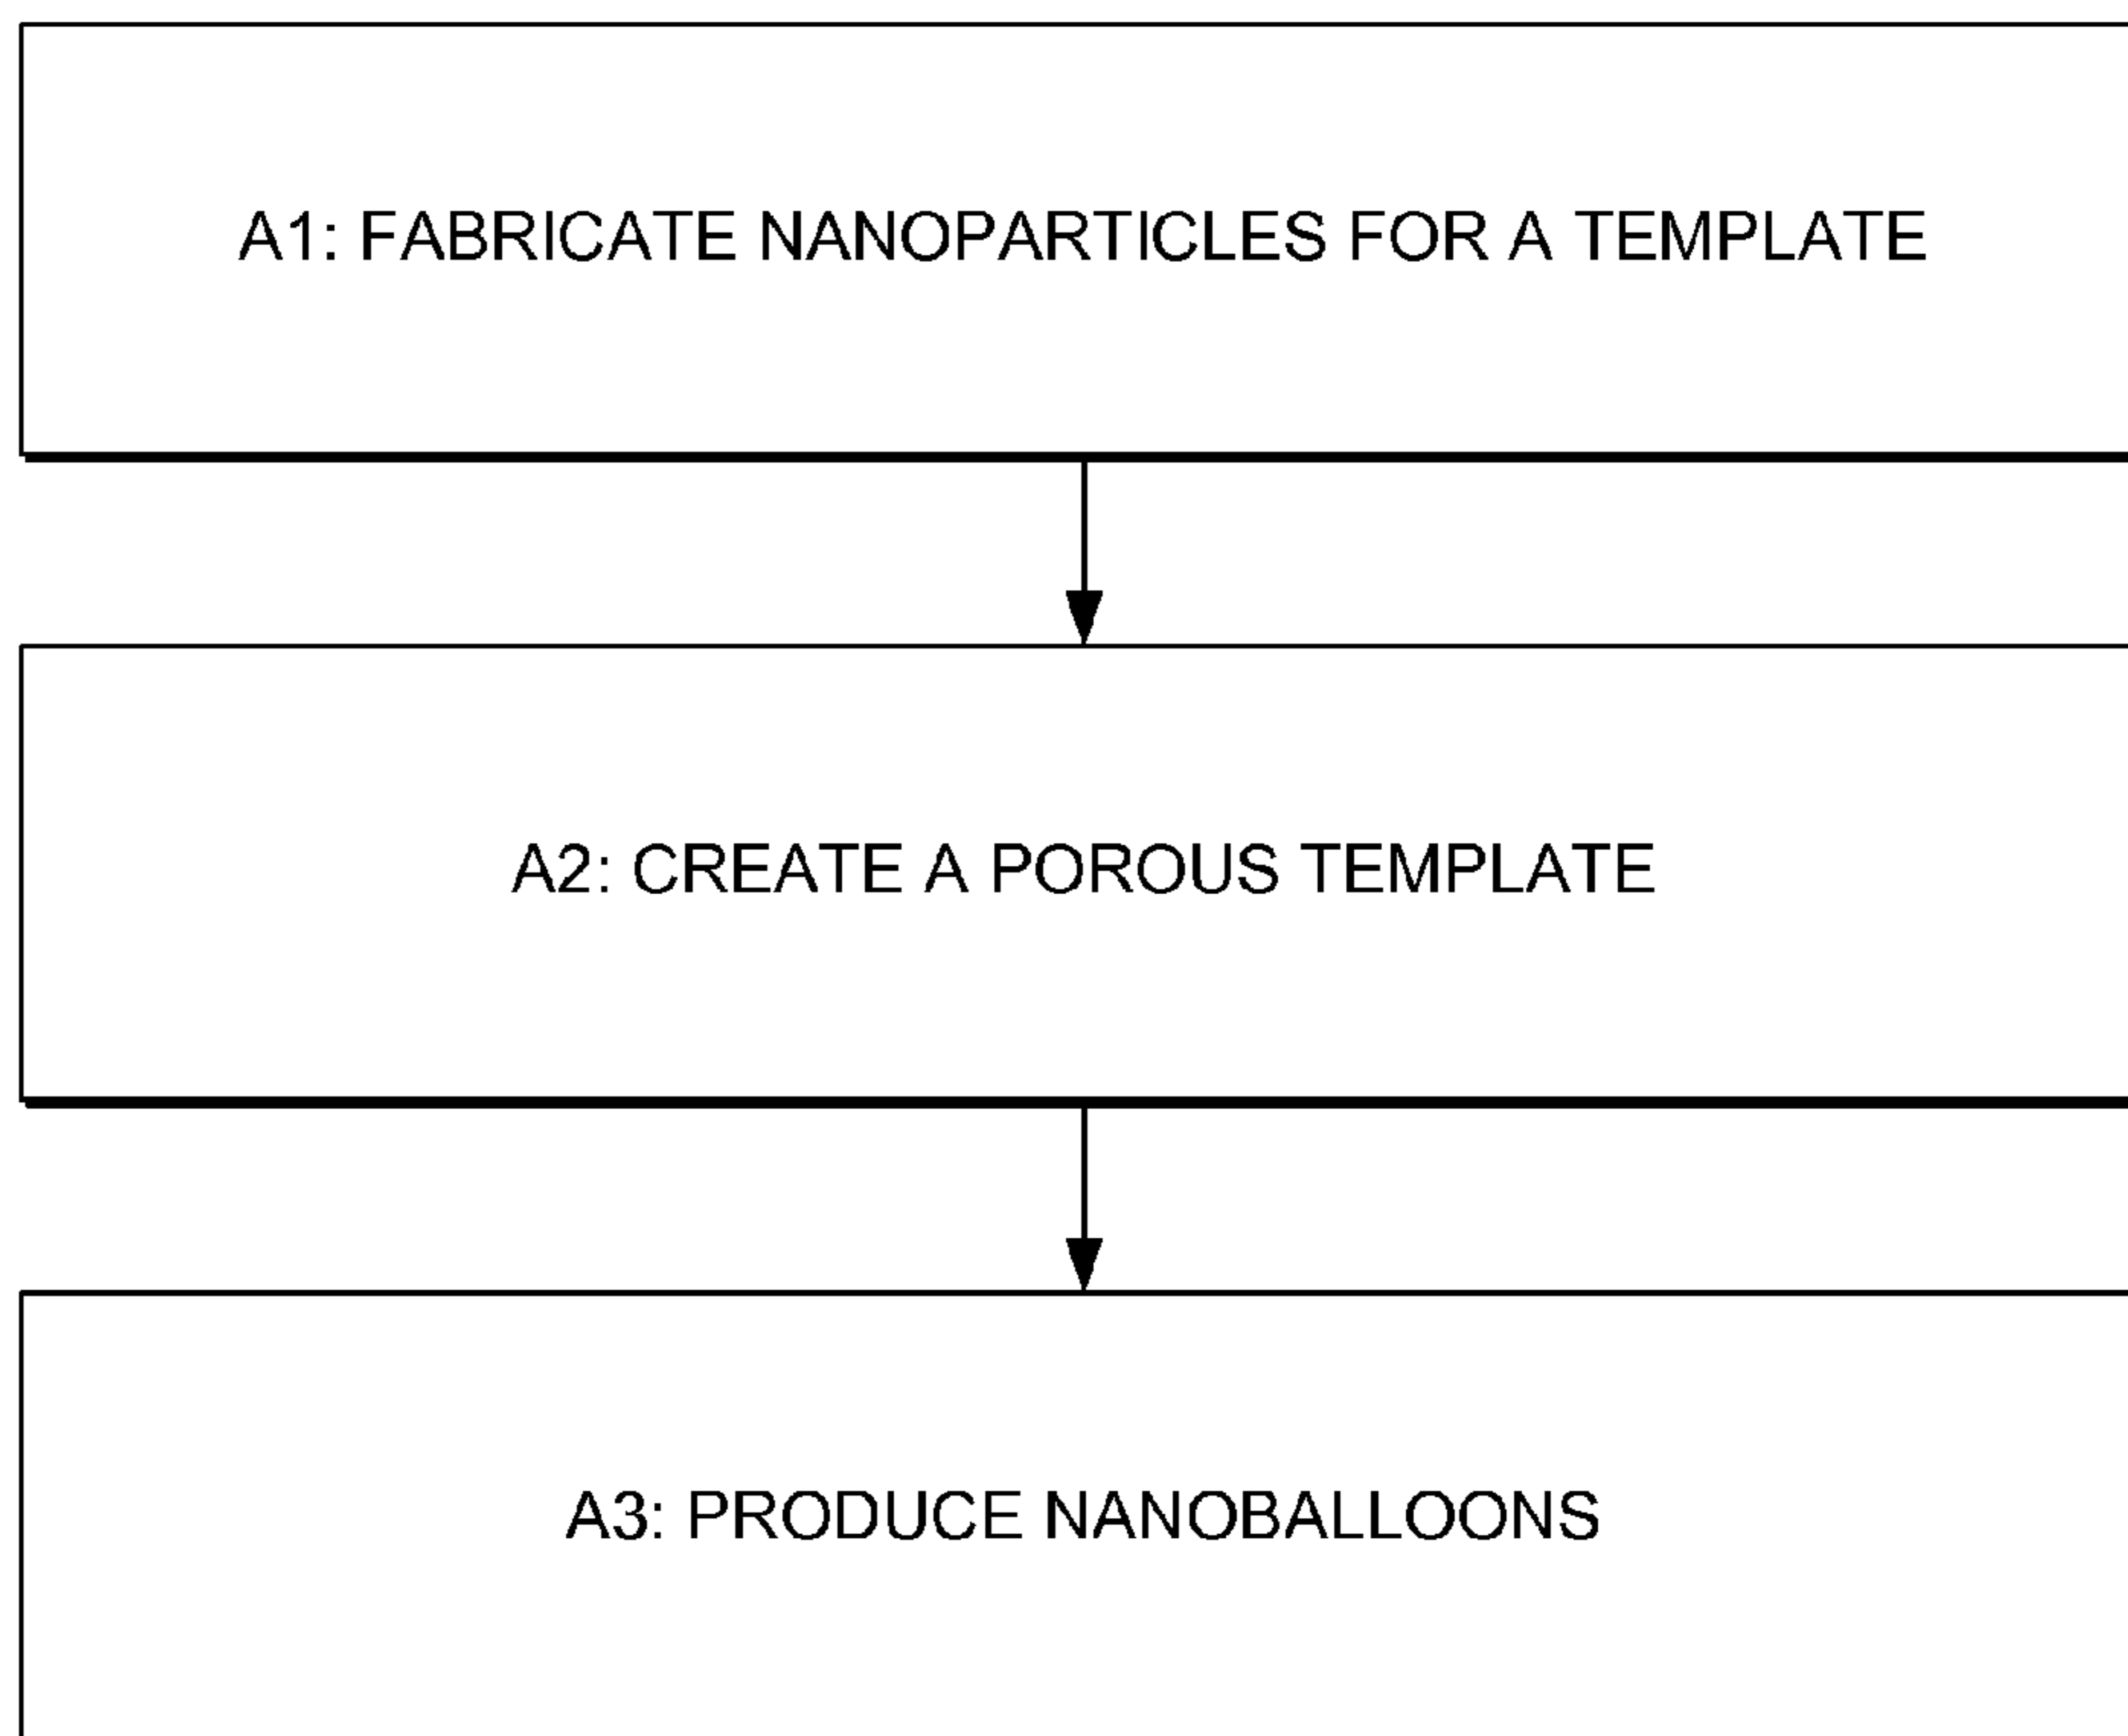 A1: FABRICATE NANOPARTICLES FOR A TEMPLATE
A2: CREATE A POROUS TEMPLATE
A3: PRODUCE NANOBALLOONS